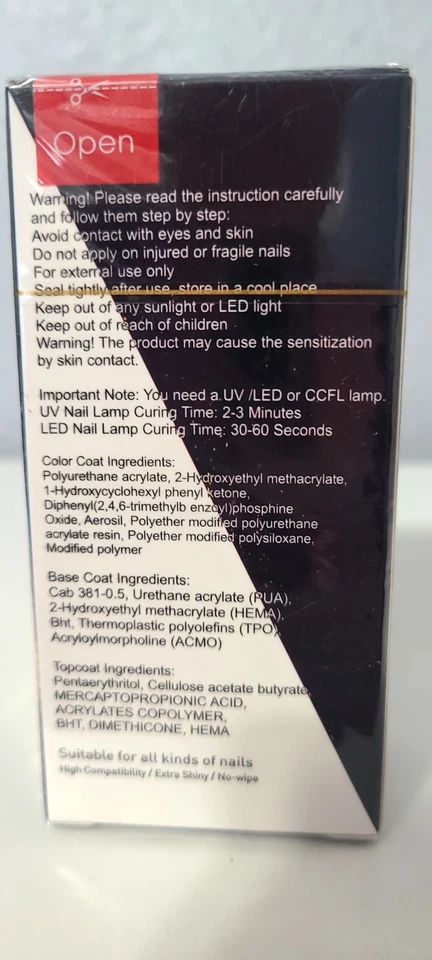 Open
Warning! Please read the instruction carefully
and follow them step by step:
Avoid contact with eyes and skin
Do not apply on injured or fragile nails
For external use only
Seal tightly after use, store in a cool place
Keep out of any sunlight or LED light
Keep out of reach of children
Warning! The product may cause the sensitization
by skin contact.
Important Note: You need a UV /LED or CCFL lamp.
UV Nail Lamp Curing Time: 2-3 Minutes
LED Nail Lamp Curing Time: 30-60 Seconds
Color Coat Ingredients:
Polyurethane acrylate, 2-Hydroxyethyl methacrylate,
1-Hydroxycyclohexyl phenyl ketone,
Diphenyl(2,4,6-trimethylb enzoyl)phosphine
Oxide, Aerosil, Polyether modified polyurethane
acrylate resin, Polyether modified polysiloxane,
Modified polymer
Base Coat Ingredients:
Cab 381-0.5, Urethane acrylate (PUA),
2-Hydroxyethyl methacrylate (HEMA),
Bht, Thermoplastic polyolefins (TPO),
Acryloylmorpholine (ACMO)
Topcoat Ingredients:
Pentaerythritol, Cellulose acetate butyrate,
MERCAPTOPROPIONIC ACID,
ACRYLATES COPOLYMER,
BHT, DIMETHICONE, HEMA
Suitable for all kinds of nails
High Compatibility / Extra Shiny / No-wipe